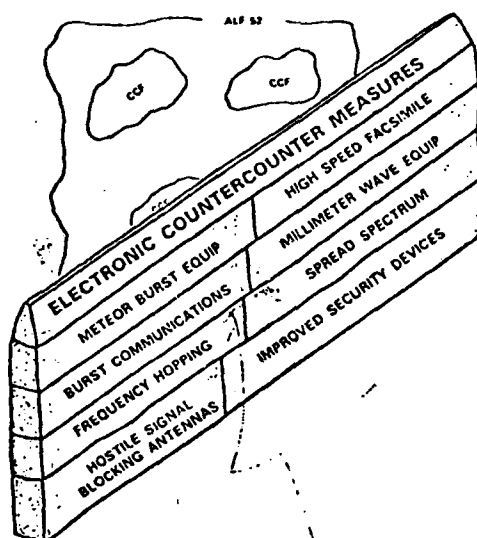 ALF 52
CCF
CCF
ELECTRONIC COUNTERCOUNTER MEASURES
METEOR BURST EQUIP
HIGH SPEED FACSIMILE
BURST COMMUNICATIONS
MILLIMETER WAVE EQUIP
FREQUENCY HOPPING
SPREAD SPECTRUM
HOSTILE SIGNAL
BLOCKING ANTENNAS
IMPROVED SECURITY DEVICES